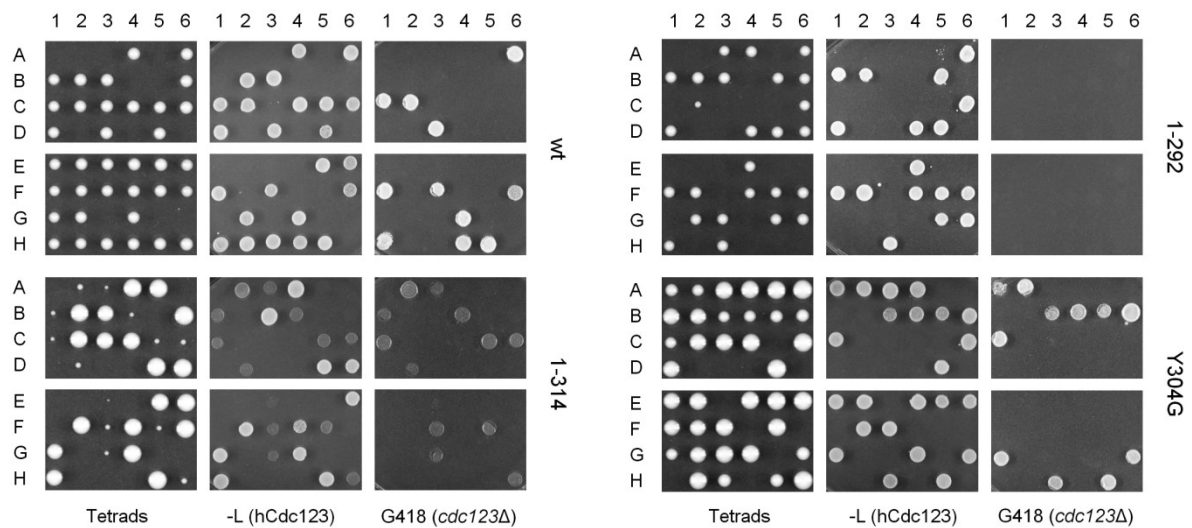 1 2 3 4 5 6 1 2 3 4 5 6 1 2 3 4 5 6
A
B
C
D
wt
E
F
G
H
A
B
C
D
1-314
E
F
G
H
Tetrads -L (hCdc123) G418 (cdc123Δ)
1 2 3 4 5 6 1 2 3 4 5 6 1 2 3 4 5 6
A
B
C
D
1-292
E
F
G
H
A
B
C
D
Y304G
E
F
G
H
Tetrads -L (hCdc123) G418 (cdc123Δ)